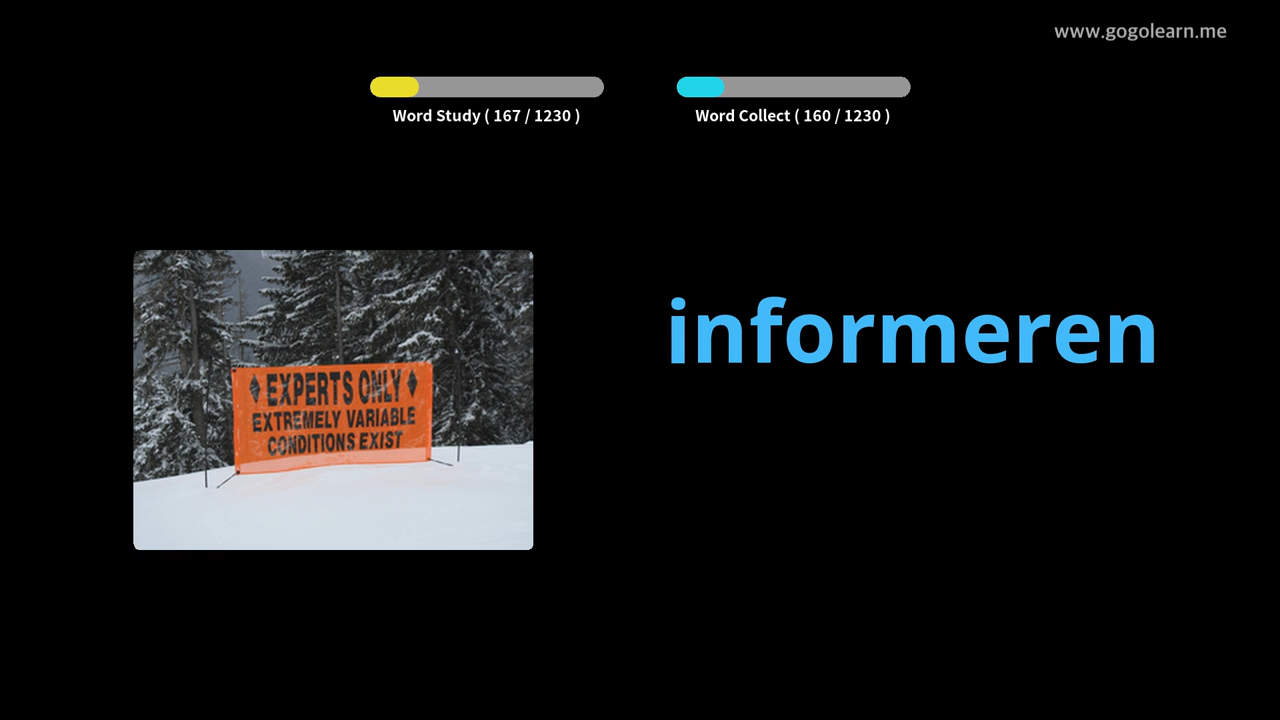 www.gogolearn.me
Word Study ( 167 / 1230 )
Word Collect ( 160 / 1230 )
informeren
EXPERTS ONLY
EXTREMELY VARIABLE
CONDITIONS EXIST